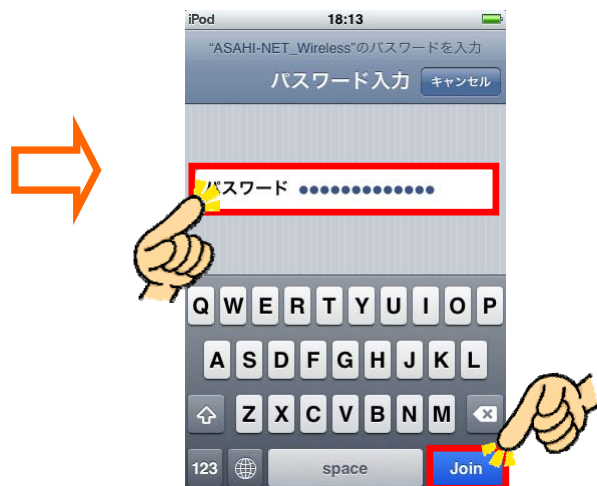 iPod 18:13
"ASAHI-NET_Wireless"のパスワードを入力
パスワード入力 キャンセル
パスワード ●●●●●●●●●●●●●
Q W E R T Y U I O P
A S D F G H J K L
Z X C V B N M
123 space Join